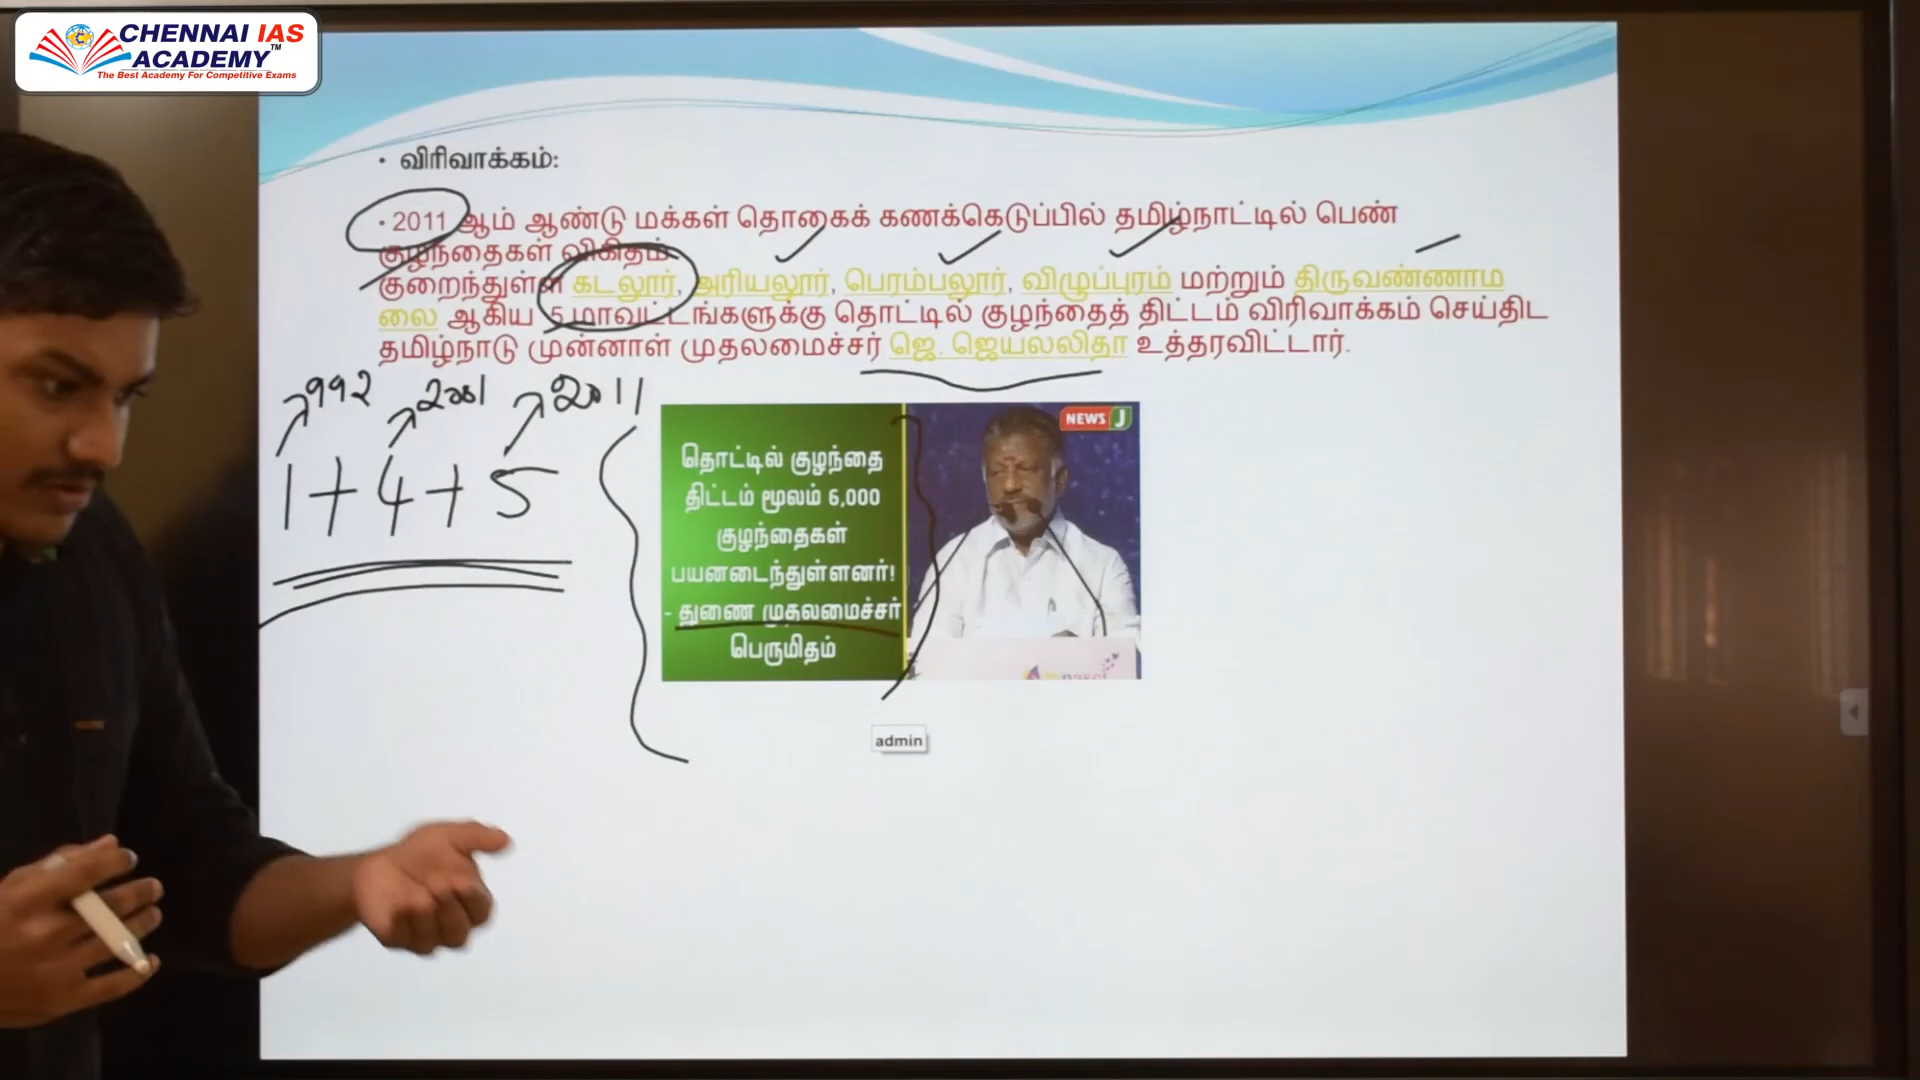 CHENNAI IAS
ACADEMY™
The Best Academy For Competitive Exams
• விரிவாக்கம்:
• 2011 ஆம் ஆண்டு மக்கள் தொகைக் கணக்கெடுப்பில் தமிழ்நாட்டில் பெண்
குழந்தைகள் விகிதம்
குறைந்துள்ள கடலூர், அரியலூர், பெரம்பலூர், விழுப்புரம் மற்றும் திருவண்ணாம
லை ஆகிய 5 மாவட்டங்களுக்கு தொட்டில் குழந்தைத் திட்டம் விரிவாக்கம் செய்திட
தமிழ்நாடு முன்னாள் முதலமைச்சர் ஜெ. ஜெயலலிதா உத்தரவிட்டார்.
1992 2001 2011
1+4+5
NEWS J
தொட்டில் குழந்தை
திட்டம் மூலம் 6,000
குழந்தைகள்
பயனடைந்துள்ளனர்!
- துணை முதலமைச்சர்
பெருமிதம்
admin